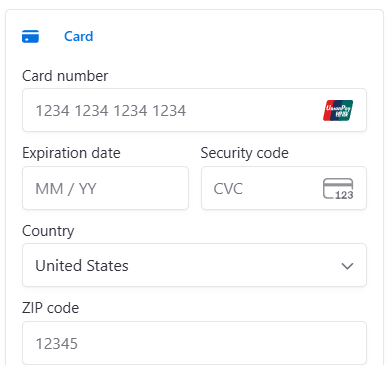 Card
Card number
1234 1234 1234 1234
UnionPay
银联
Expiration date
Security code
MM / YY
CVC
123
Country
United States
ZIP code
12345